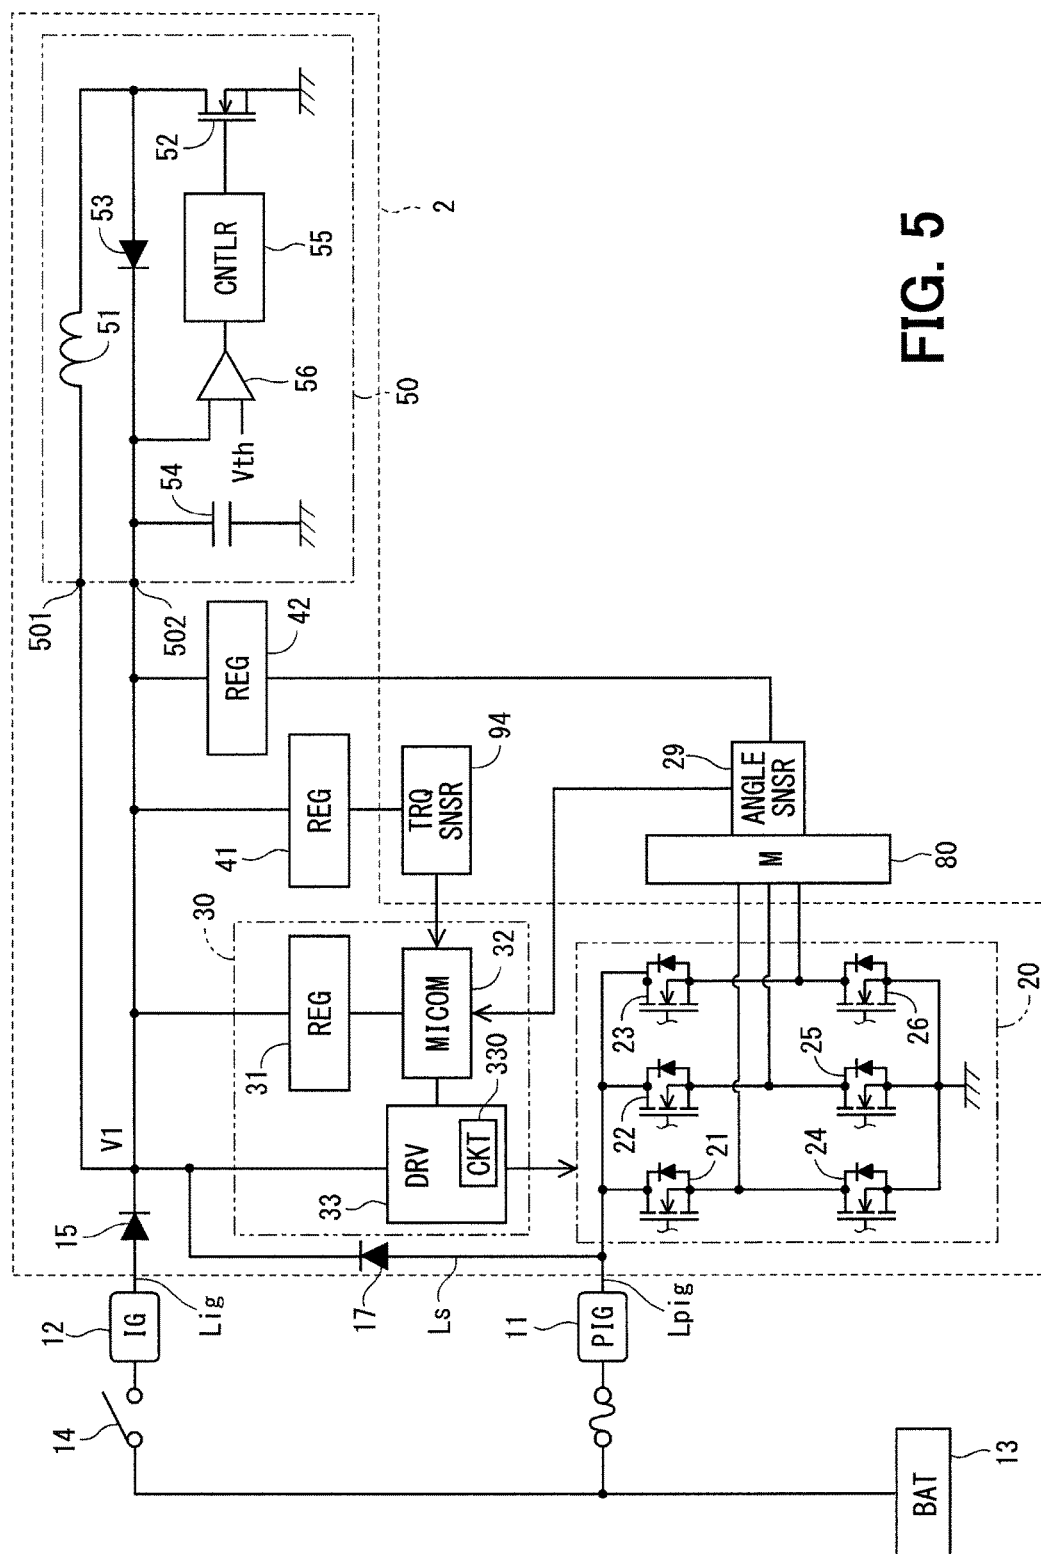 FIG. 5
2
50
51
53
52
CNTLR
55
56
Vth
54
501
502
REG
42
REG
41
TRQ
SNSR
94
30
REG
31
MICOM
32
DRV
33
CKT
330
V1
15
Lig
IG
12
14
17
Ls
PIG
11
Lpig
BAT
13
20
21
22
23
24
25
26
M
80
ANGLE
SNSR
29